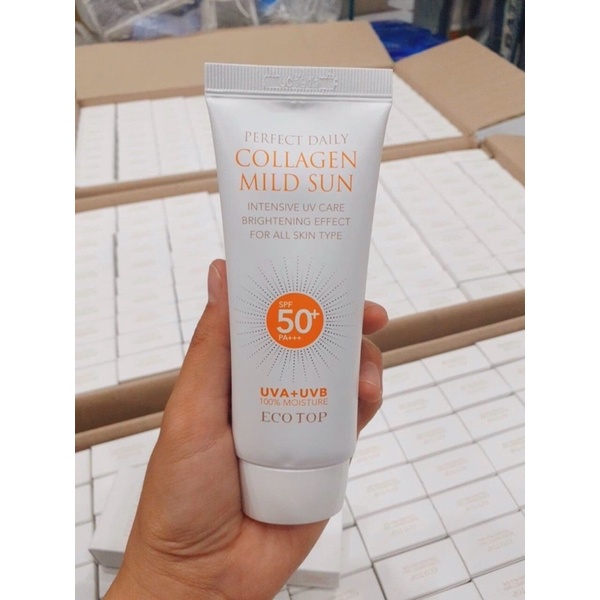 PERFECT DAILY
COLLAGEN
MILD SUN
INTENSIVE UV CARE
BRIGHTENING EFFECT
FOR ALL SKIN TYPE
SPF
50+
PA+++
UVA+UVB
100% MOISTURE
ECOTOP